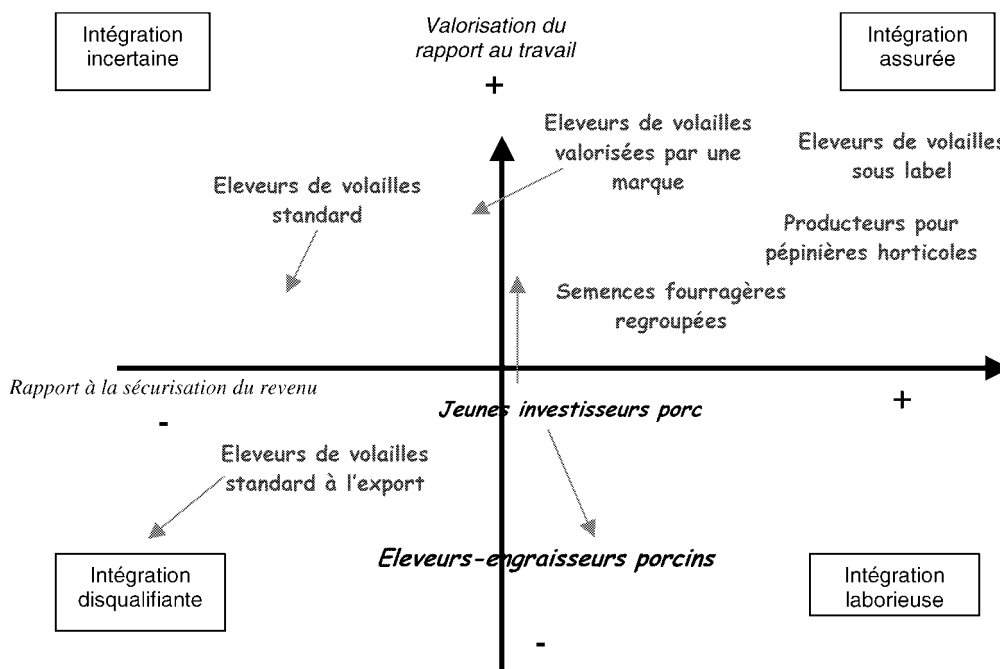 Intégration
incertaine
Valorisation du
rapport au travail
+
Intégration
assurée
Eleveurs de volailles
valorisées par une
marque
Eleveurs de volailles
sous label
Eleveurs de volailles
standard
Producteurs pour
pépinières horticoles
Semences fourragères
regroupées
Rapport à la sécurisation du revenu
-
+
Jeunes investisseurs porc
Eleveurs de volailles
standard à l'export
Eleveurs-engraisseurs porcins
Intégration
disqualifiante
Intégration
laborieuse
-